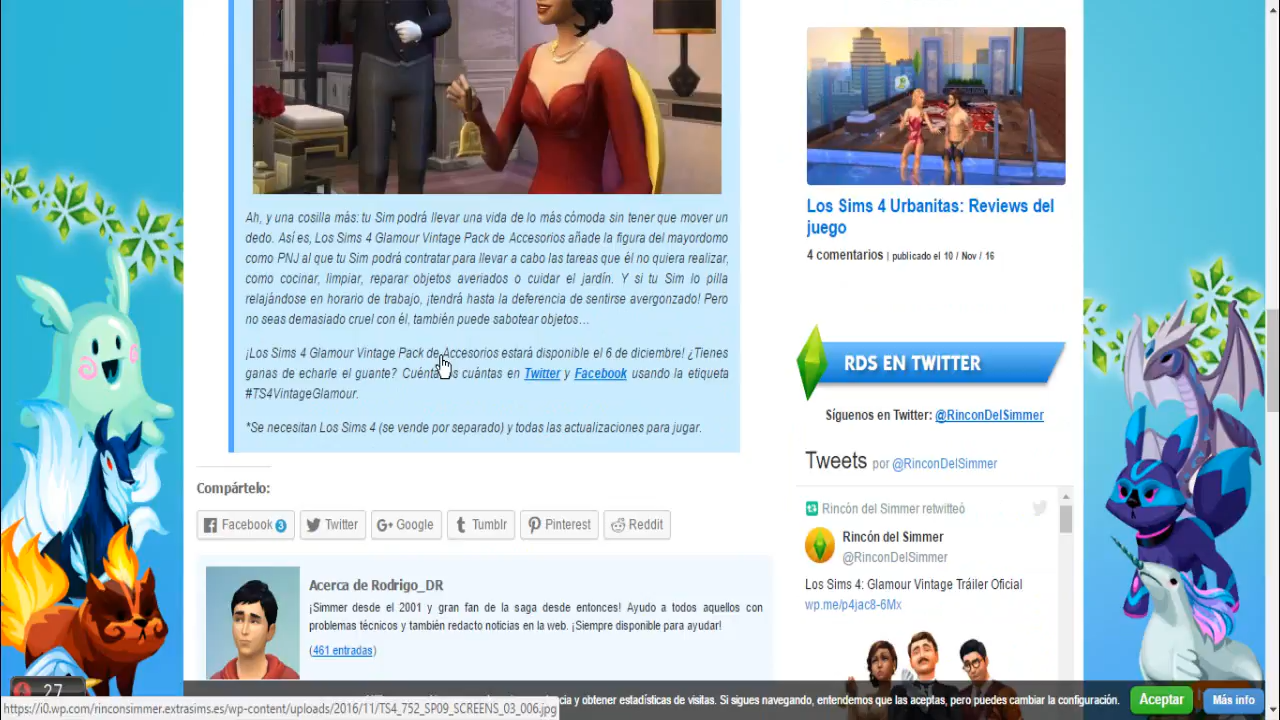 Ah, y una cosilla más: tu Sim podrá llevar una vida de lo más cómoda sin tener que mover un
dedo. Así es, Los Sims 4 Glamour Vintage Pack de Accesorios añade la figura del mayordomo
como PNJ al que tu Sim podrá contratar para llevar a cabo las tareas que él no quiera realizar,
como cocinar, limpiar, reparar objetos averiados o cuidar el jardín. Y si tu Sim lo pilla
relajándose en horario de trabajo, ¡tendrá hasta la deferencia de sentirse avergonzado! Pero
no seas demasiado cruel con él, también puede sabotear objetos…
¡Los Sims 4 Glamour Vintage Pack de Accesorios estará disponible el 6 de diciembre! ¿Tienes
ganas de echarle el guante? cuántas en Twitter y Facebook usando la etiqueta
#TS4VintageGlamour.
*Se necesitan Los Sims 4 (se vende por separado) y todas las actualizaciones para jugar.
Compártelo:
Facebook 3 Twitter Google Tumblr Pinterest Reddit
Acerca de Rodrigo_DR
¡Simmer desde el 2001 y gran fan de la saga desde entonces! Ayudo a todos aquellos con
problemas técnicos y también redacto noticias en la web. ¡Siempre disponible para ayudar!
(461 entradas)
Los Sims 4 Urbanitas: Reviews del
juego
4 comentarios | publicado el 10 / Nov / 16
RDS EN TWITTER
Síguenos en Twitter: @RinconDelSimmer
Tweets por @RinconDelSimmer
Rincón del Simmer retwitteó
Rincón del Simmer
@RinconDelSimmer
Los Sims 4: Glamour Vintage Tráiler Oficial
wp.me/p4jac8-6Mx
27
y obtener estadísticas de visitas. Si sigues navegando, entendemos que las aceptas, pero puedes cambiar la configuración. Aceptar Más info
https://i0.wp.com/rinconsimmer.extrasims.es/wp-content/uploads/2016/11/TS4_752_SP09_SCREENS_03_006.jpg